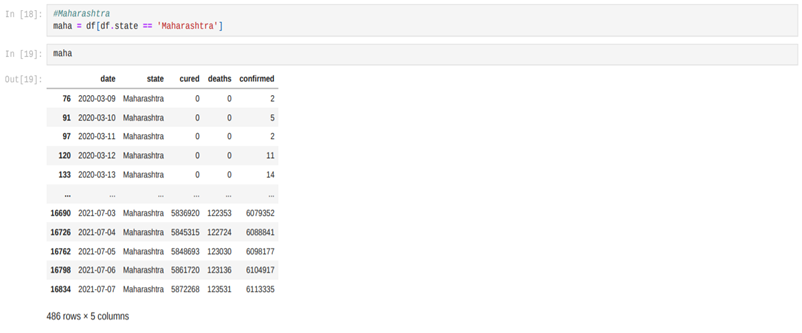 In [18]: #Maharashtra
maha = df[df.state == 'Maharashtra']
In [19]: maha
Out[19]:
date state cured deaths confirmed
76 2020-03-09 Maharashtra 0 0 2
91 2020-03-10 Maharashtra 0 0 5
97 2020-03-11 Maharashtra 0 0 2
120 2020-03-12 Maharashtra 0 0 11
133 2020-03-13 Maharashtra 0 0 14
... ... ... ... ... ...
16690 2021-07-03 Maharashtra 5836920 122353 6079352
16726 2021-07-04 Maharashtra 5845315 122724 6088841
16762 2021-07-05 Maharashtra 5848693 123030 6098177
16798 2021-07-06 Maharashtra 5861720 123136 6104917
16834 2021-07-07 Maharashtra 5872268 123531 6113335
486 rows × 5 columns